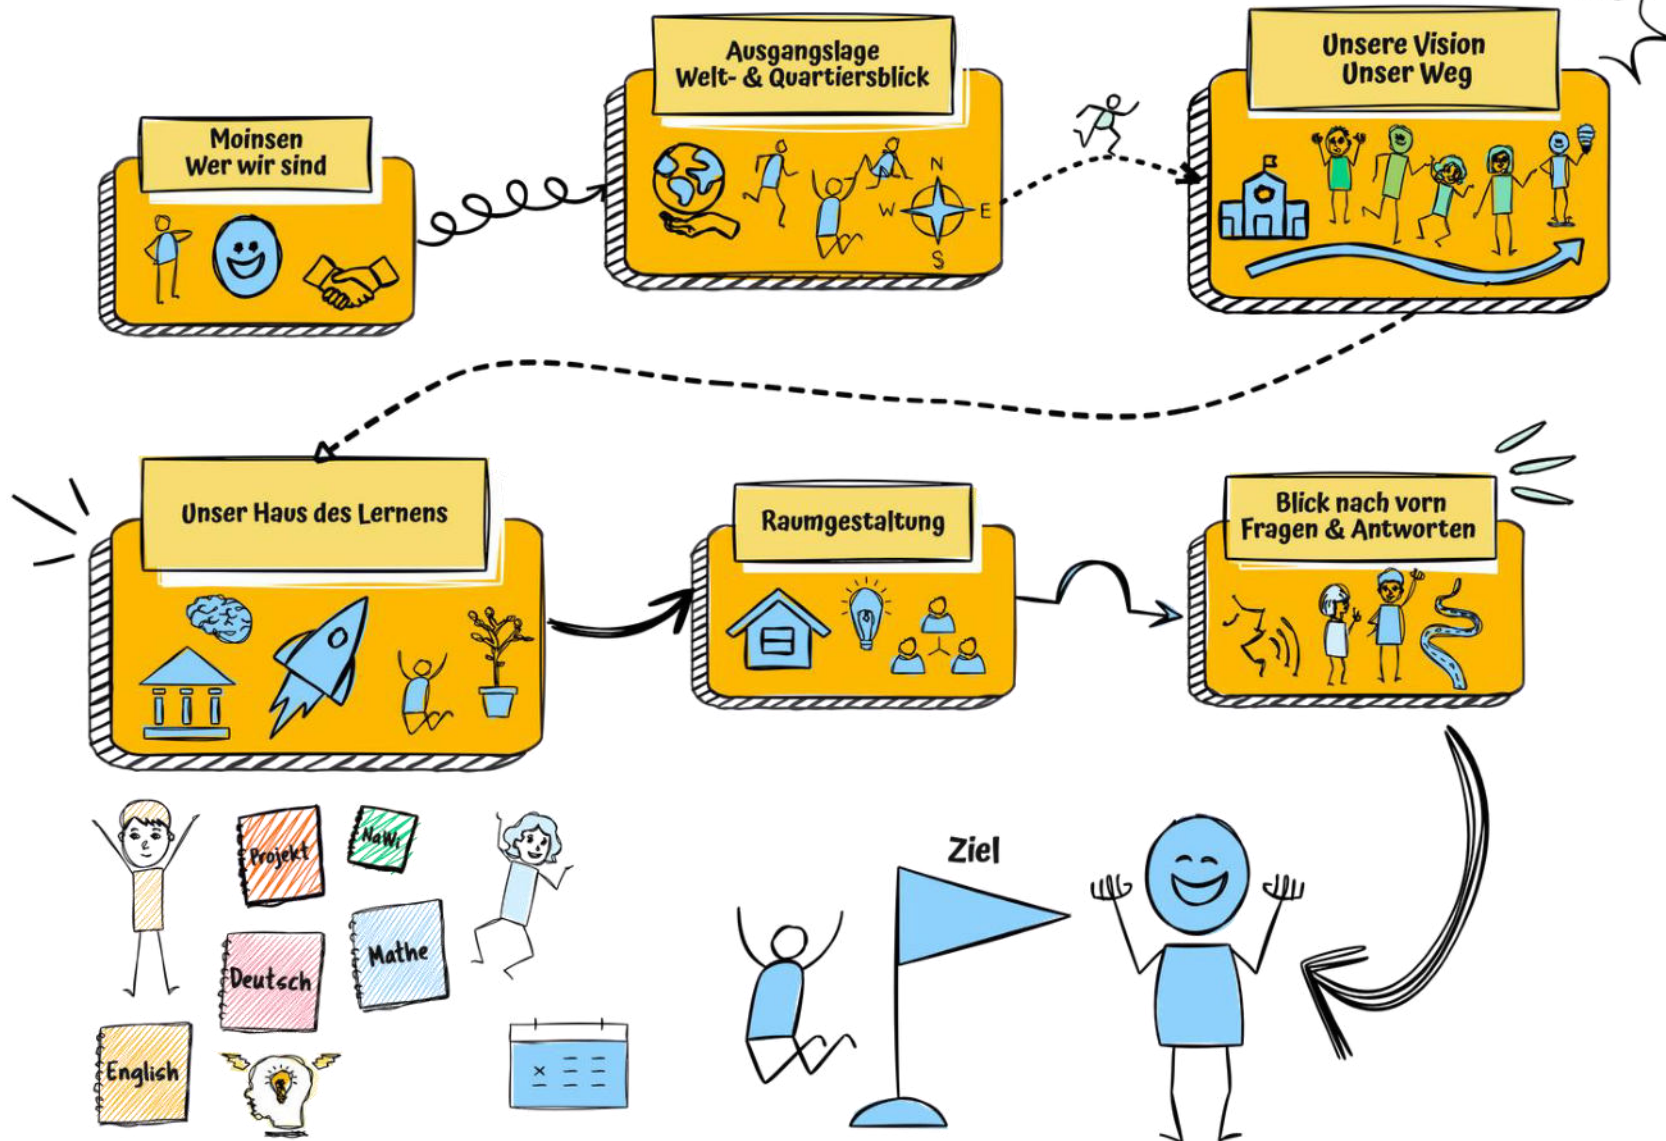 Moinsen
Wer wir sind
Ausgangslage
Welt- & Quartiersblick
N
W
E
S
Unsere Vision
Unser Weg
Unser Haus des Lernens
Raumgestaltung
Blick nach vorn
Fragen & Antworten
Projekt
NaWi
Deutsch
Mathe
English
Ziel